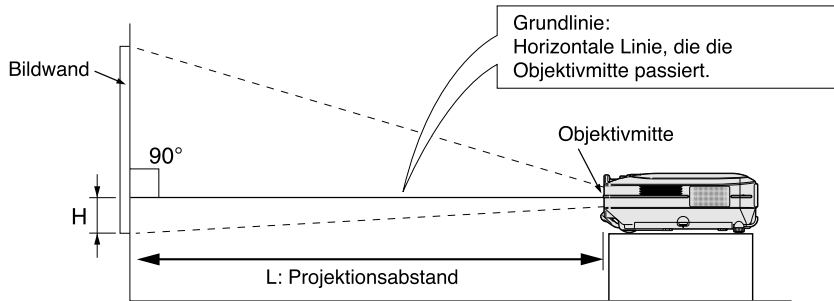 Grundlinie:
Horizontale Linie, die die
Objektivmitte passiert.
Bildwand
Objektivmitte
90°
H
L: Projektionsabstand